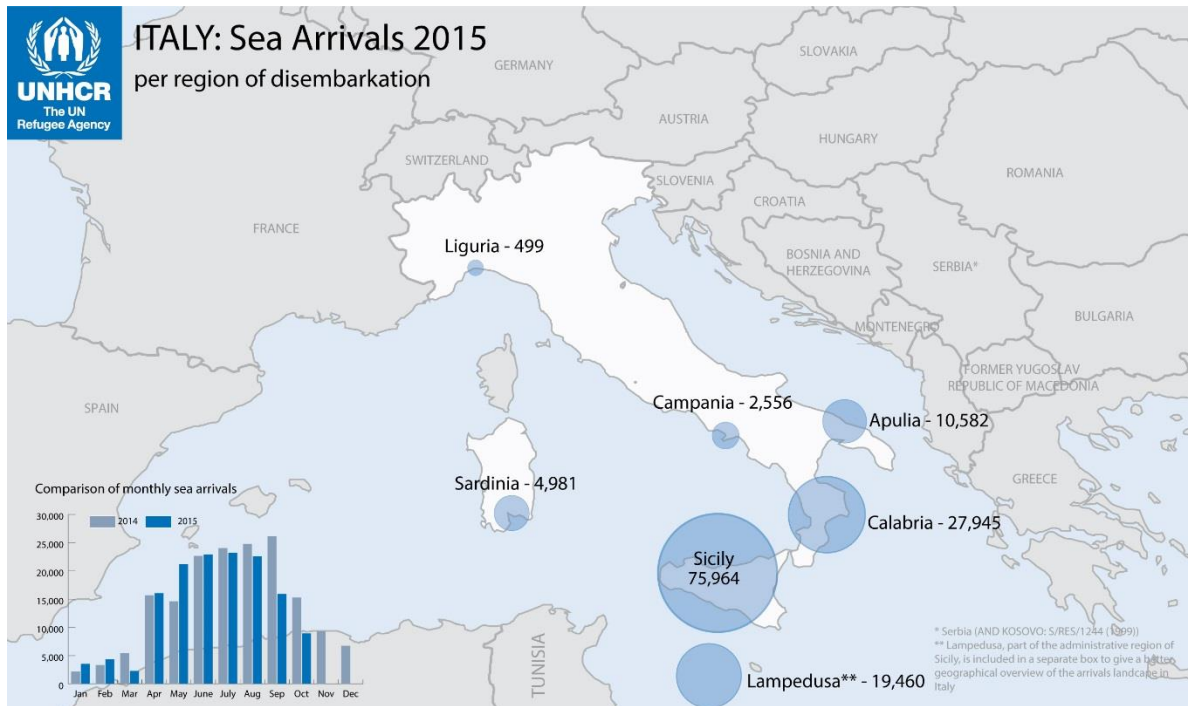 ITALY: Sea Arrivals 2015
per region of disembarkation
UNHCR
The UN
Refugee Agency
GERMANY
SLOVAKIA
AUSTRIA
HUNGARY
SWITZERLAND
SLOVENIA
ROMANIA
CROATIA
FRANCE
BOSNIA AND
HERZEGOVINA
SERBIA*
Liguria - 499
MONTENEGRO
BULGARIA
FORMER YUGOSLAV
REPUBLIC OF MACEDONIA
SPAIN
Campania - 2,556
Apulia - 10,582
GREECE
Sardinia - 4,981
Calabria - 27,945
Sicily
75,964
Lampedusa** - 19,460
TUNISIA
Comparison of monthly sea arrivals
2014 2015
30,000
25,000
20,000
15,000
10,000
5,000
0
Jan Feb Mar Apr May June July Aug Sep Oct Nov Dec
* Serbia (AND KOSOVO: S/RES/1244 (1999))
** Lampedusa, part of the administrative region of
Sicily, is included in a separate box to give a better
geographical overview of the arrivals landcape in
Italy